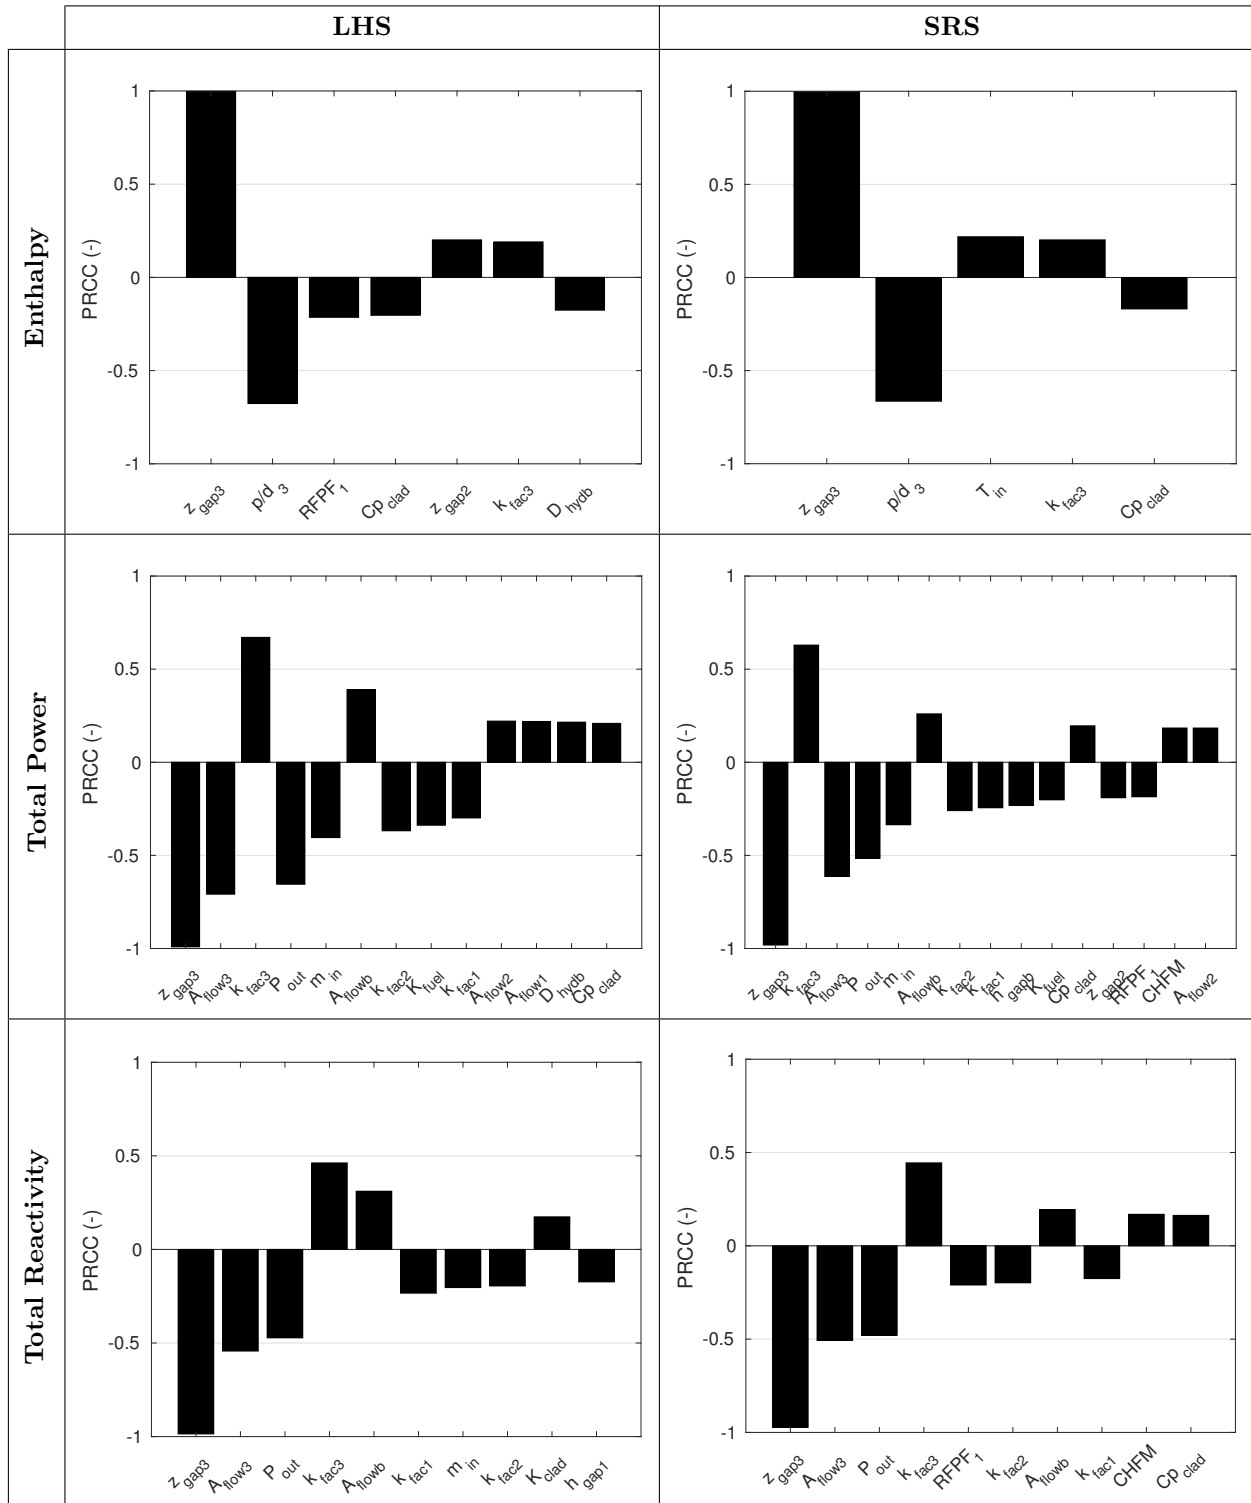 LHS
SRS
Enthalpy
1
0.5
0
-0.5
-1
PRCC (-)
z gap3
p/d 3
RFPF 1
Cp clad
z gap2
k fac3
D hydb
1
0.5
0
-0.5
-1
PRCC (-)
z gap3
p/d 3
T in
k fac3
Cp clad
Total Power
1
0.5
0
-0.5
-1
PRCC (-)
z gap3
A flow3
k fac3
P out
m in
A flowb
k fac2
K fuel
k fac1
A flow2
A flow1
D hydb
Cp clad
1
0.5
0
-0.5
-1
PRCC (-)
z gap3
k fac3
A flow3
P out
m in
A flowb
k fac2
k fac1
h gapb
K fuel
Cp clad
z gap2
RFPF 1
CHFM
A flow2
Total Reactivity
1
0.5
0
-0.5
-1
PRCC (-)
z gap3
A flow3
P out
k fac3
A flowb
k fac1
m in
k fac2
K clad
h gap1
1
0.5
0
-0.5
-1
PRCC (-)
z gap3
A flow3
P out
k fac3
RFPF 1
k fac2
A flowb
k fac1
CHFM
Cp clad